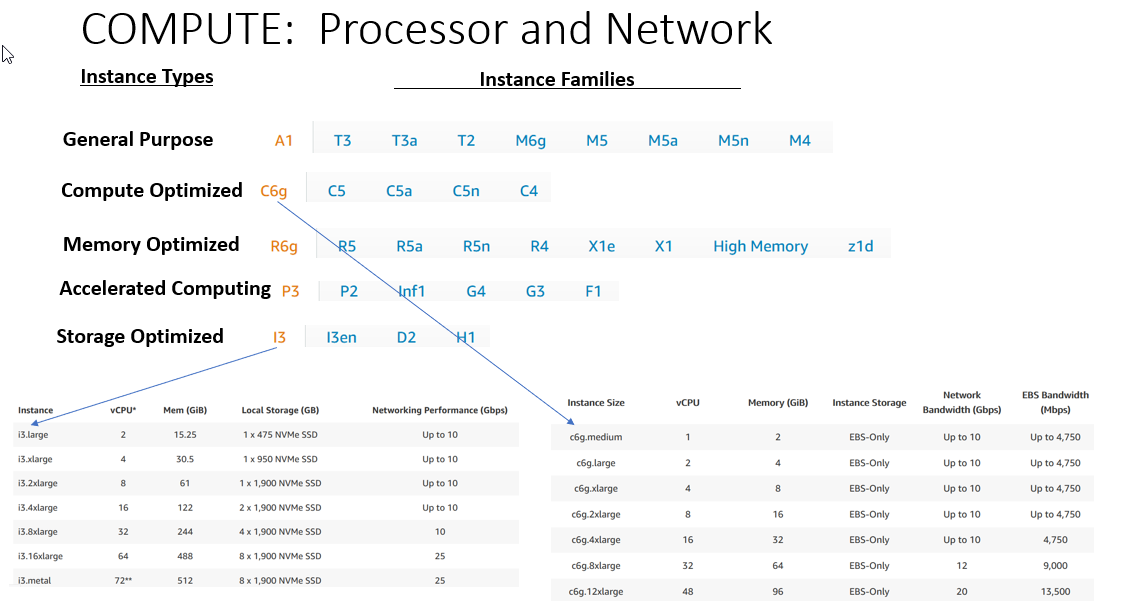 COMPUTE: Processor and Network
Instance Types
Instance Families
General Purpose A1 T3 T3a T2 M6g M5 M5a M5n M4
Compute Optimized C6g C5 C5a C5n C4
Memory Optimized R6g R5 R5a R5n R4 X1e X1 High Memory z1d
Accelerated Computing P3 P2 Inf1 G4 G3 F1
Storage Optimized I3 I3en D2 H1
Instance vCPU* Mem (GiB) Local Storage (GB) Networking Performance (Gbps)
i3.large 2 15.25 1 x 475 NVMe SSD Up to 10
i3.xlarge 4 30.5 1 x 950 NVMe SSD Up to 10
i3.2xlarge 8 61 1 x 1,900 NVMe SSD Up to 10
i3.4xlarge 16 122 2 x 1,900 NVMe SSD Up to 10
i3.8xlarge 32 244 4 x 1,900 NVMe SSD 10
i3.16xlarge 64 488 8 x 1,900 NVMe SSD 25
i3.metal 72** 512 8 x 1,900 NVMe SSD 25
Instance Size vCPU Memory (GiB) Instance Storage Network Bandwidth (Gbps) EBS Bandwidth (Mbps)
c6g.medium 1 2 EBS-Only Up to 10 Up to 4,750
c6g.large 2 4 EBS-Only Up to 10 Up to 4,750
c6g.xlarge 4 8 EBS-Only Up to 10 Up to 4,750
c6g.2xlarge 8 16 EBS-Only Up to 10 Up to 4,750
c6g.4xlarge 16 32 EBS-Only Up to 10 4,750
c6g.8xlarge 32 64 EBS-Only 12 9,000
c6g.12xlarge 48 96 EBS-Only 20 13,500